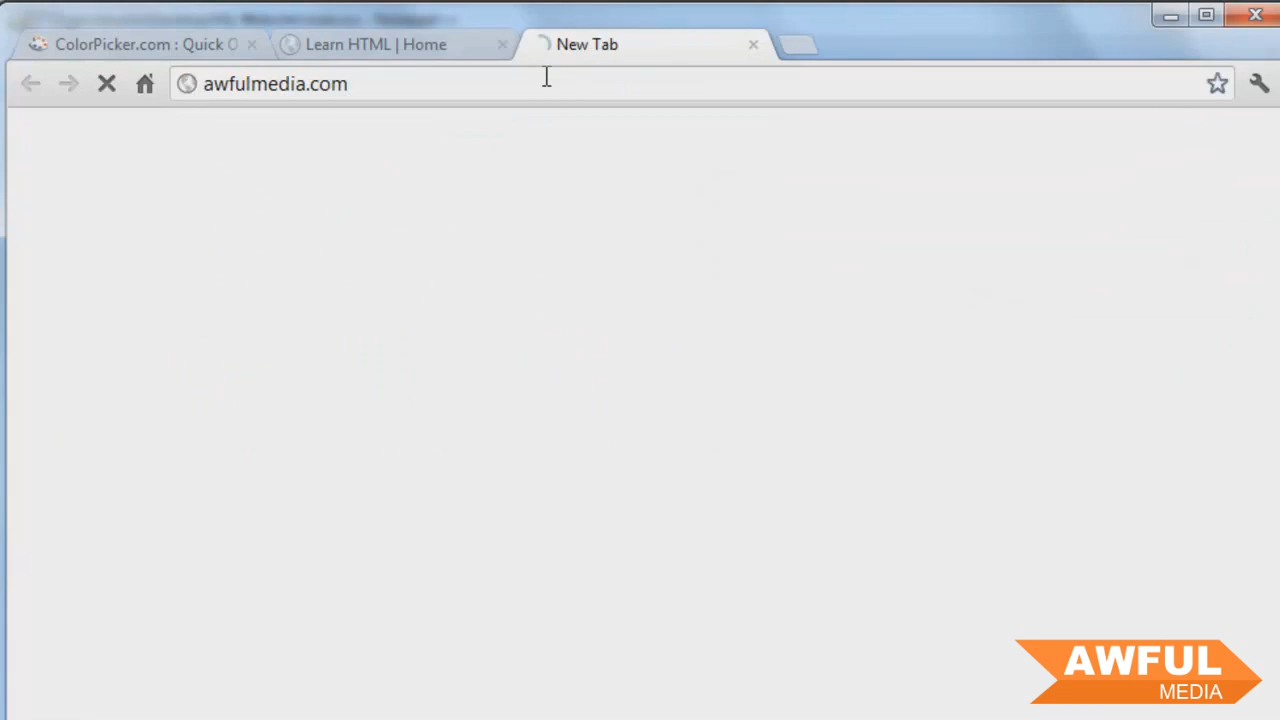 ColorPicker.com : Quick O
Learn HTML | Home
New Tab
awfulmedia.com
AWFUL
MEDIA